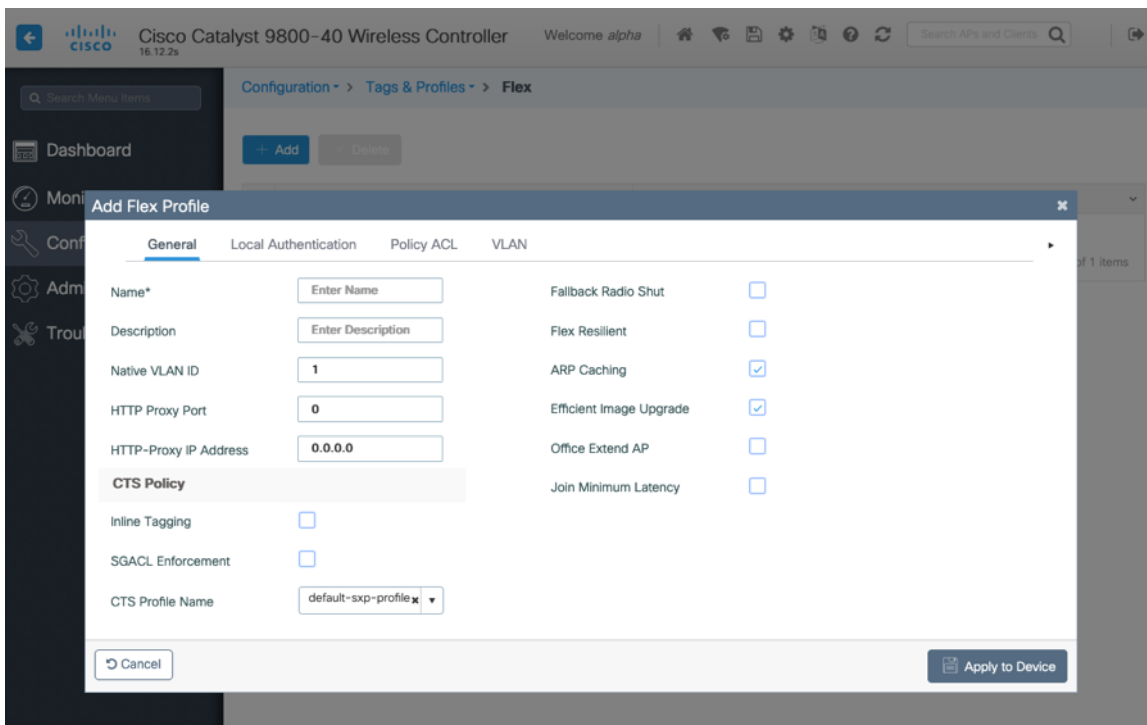 CISCO
Cisco Catalyst 9800-40 Wireless Controller
16.12.2s
Welcome alpha
Search APs and Clients
Search Menu Items
Configuration > Tags & Profiles > Flex
Dashboard
+ Add
Delete
Moni
Conf
Adm
Troul
of 1 items
Add Flex Profile
General Local Authentication Policy ACL VLAN
Name* Enter Name
Description Enter Description
Native VLAN ID 1
HTTP Proxy Port 0
HTTP-Proxy IP Address 0.0.0.0
CTS Policy
Inline Tagging
SGACL Enforcement
CTS Profile Name default-sxp-profile
Fallback Radio Shut
Flex Resilient
ARP Caching
Efficient Image Upgrade
Office Extend AP
Join Minimum Latency
Cancel
Apply to Device